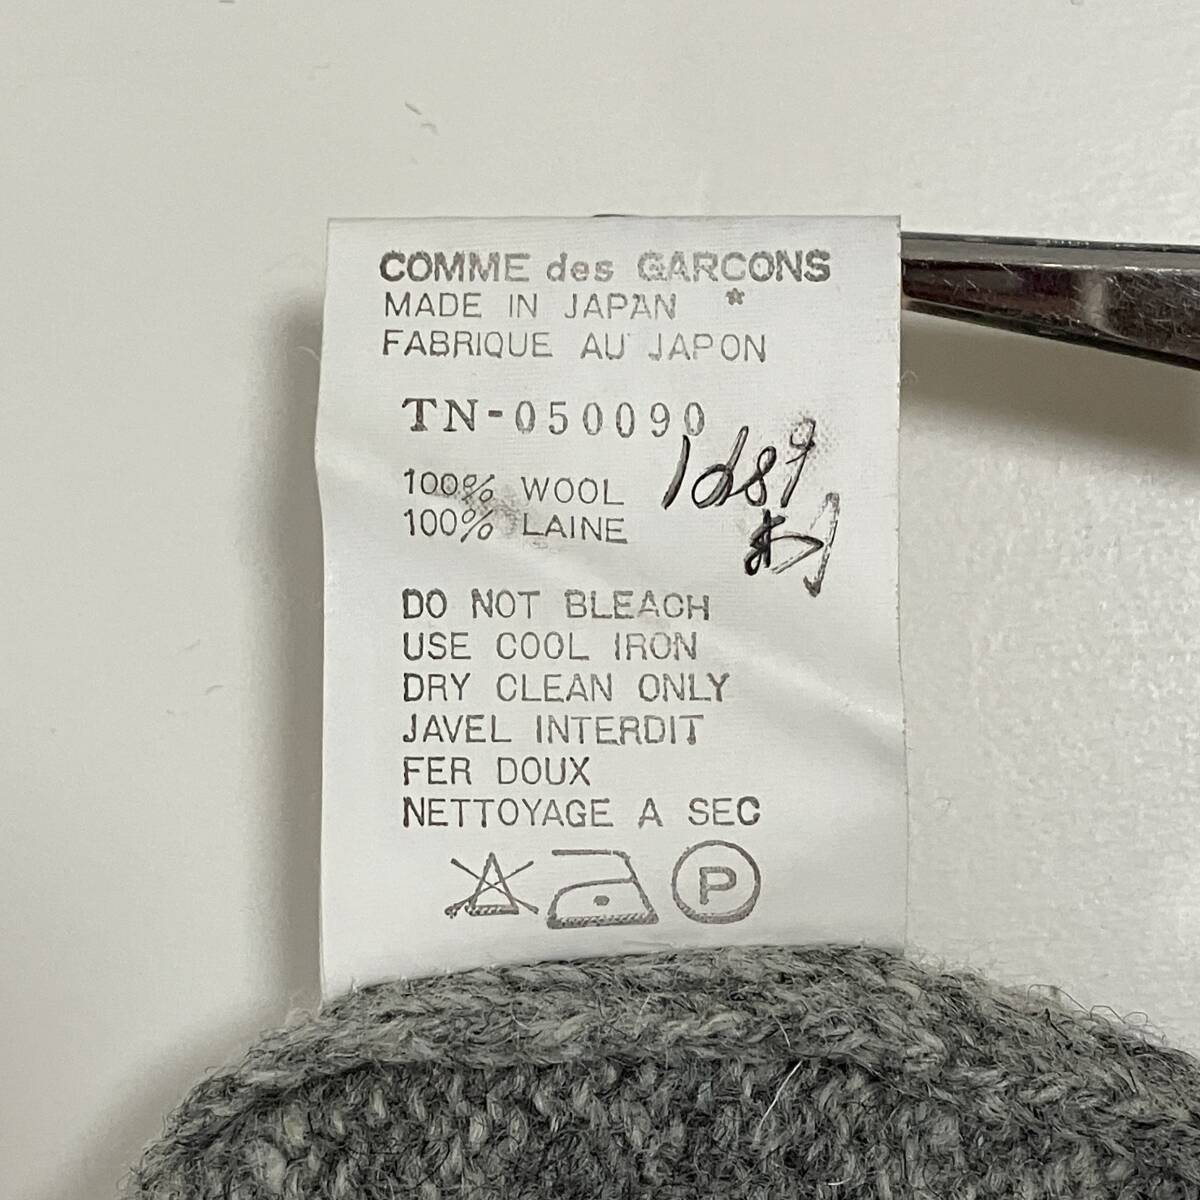 COMME des GARCONS
MADE IN JAPAN *
FABRIQUE AU JAPON
TN-050090
100% WOOL
100% LAINE
DO NOT BLEACH
USE COOL IRON
DRY CLEAN ONLY
JAVEL INTERDIT
FER DOUX
NETTOYAGE A SEC
P